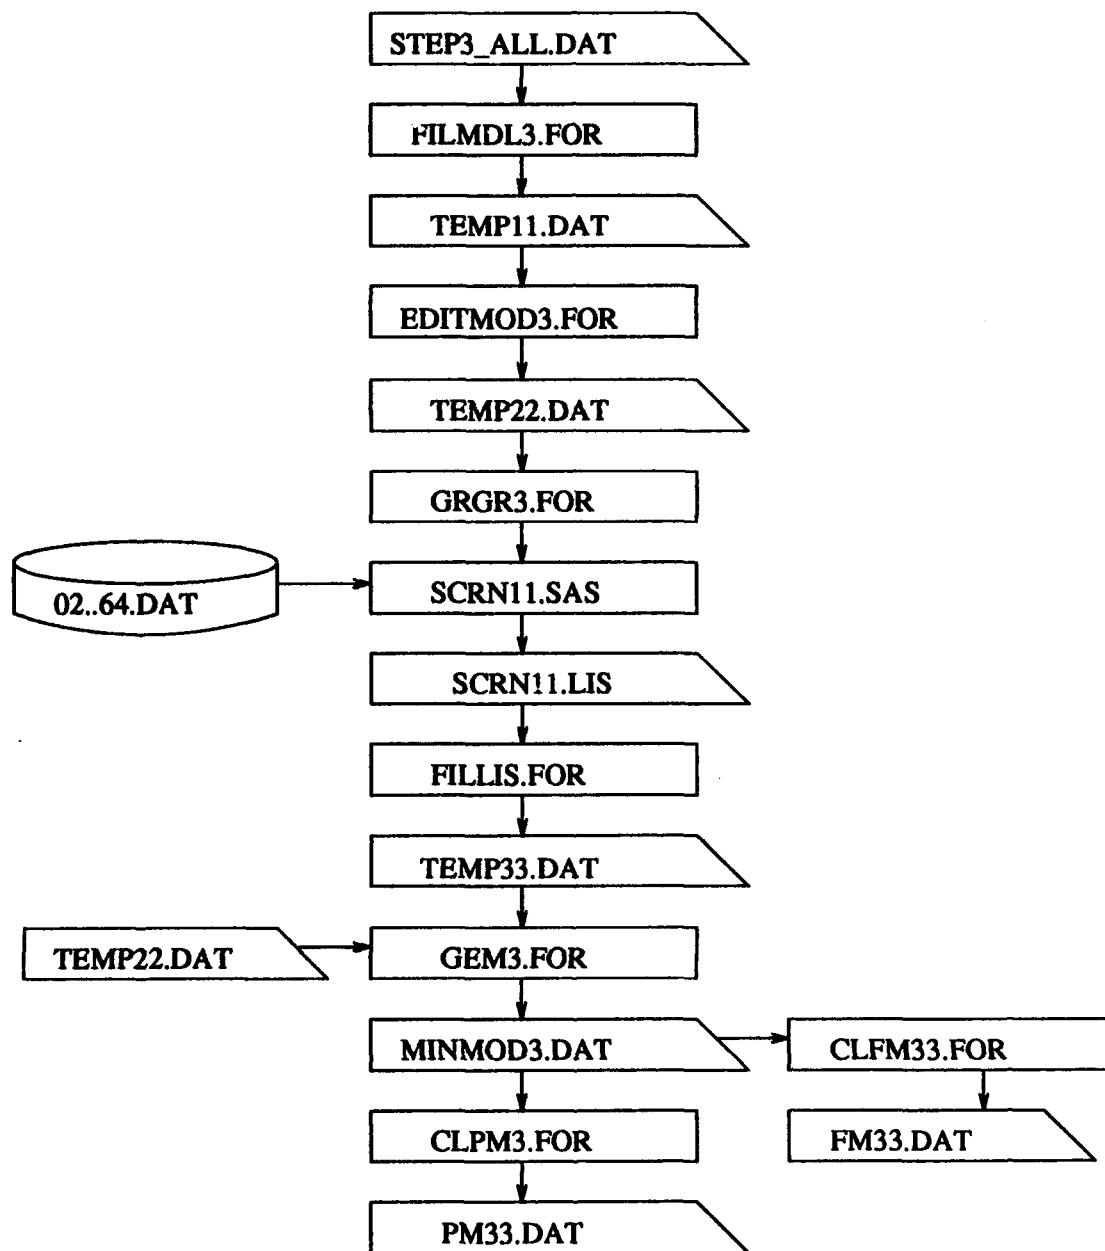 STEP3_ALL.DAT
FILMDL3.FOR
TEMP11.DAT
EDITMOD3.FOR
TEMP22.DAT
GRGR3.FOR
02..64.DAT
SCRN11.SAS
SCRN11.LIS
FILLIS.FOR
TEMP33.DAT
TEMP22.DAT
GEM3.FOR
MINMOD3.DAT
CLFM33.FOR
CLPM3.FOR
FM33.DAT
PM33.DAT